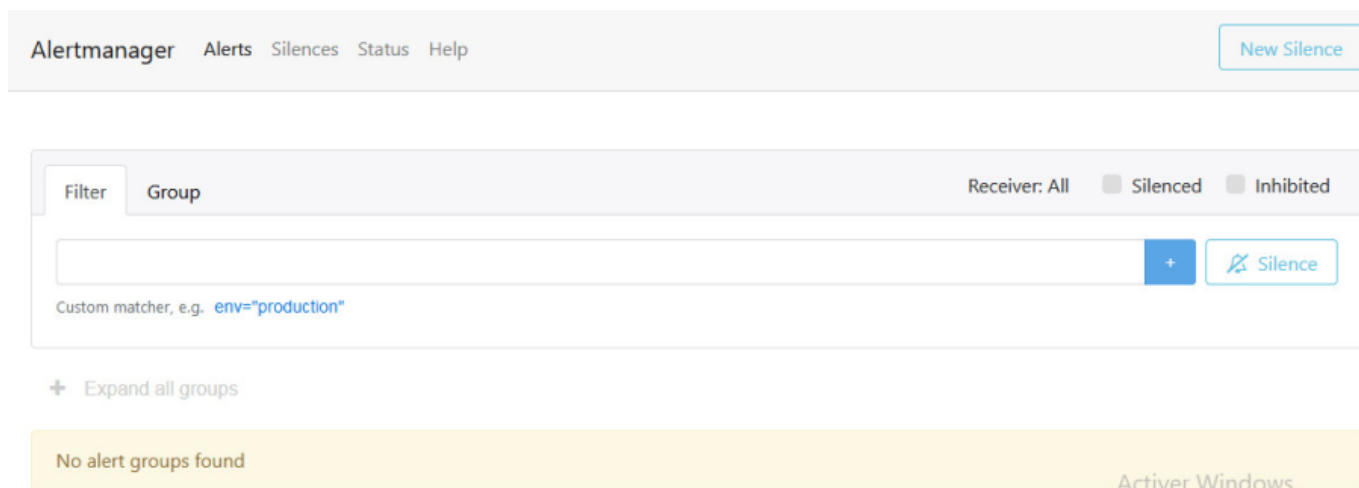 Alertmanager Alerts Silences Status Help New Silence
Filter Group Receiver: All Silenced Inhibited
+ Silence
Custom matcher, e.g. env="production"
+ Expand all groups
No alert groups found
Activer Windows